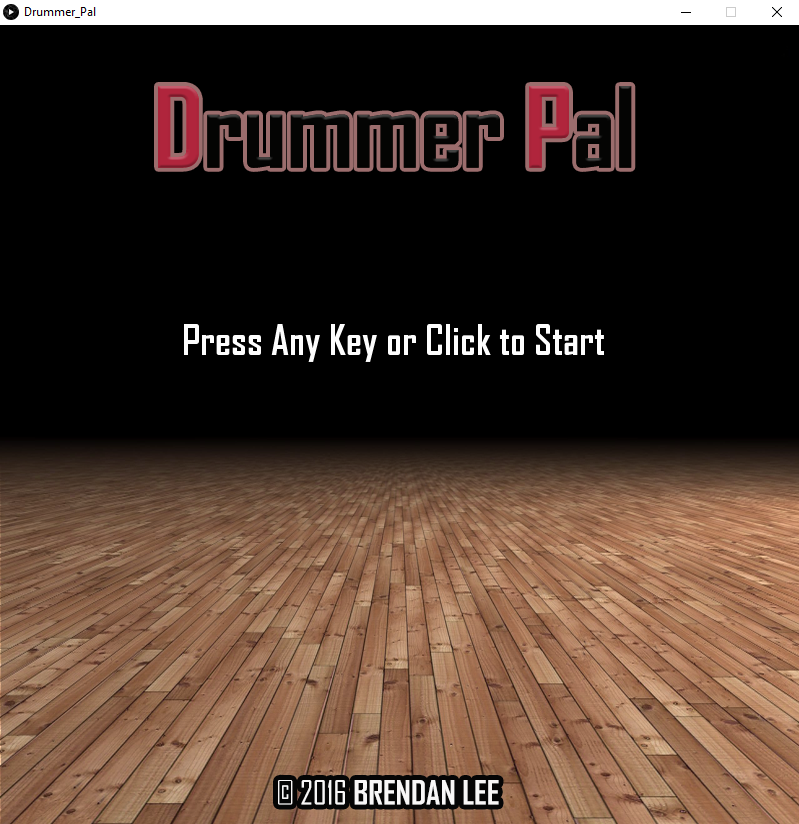 Drummer_Pal
Drummer Pal
Press Any Key or Click to Start
© 2016 BRENDAN LEE